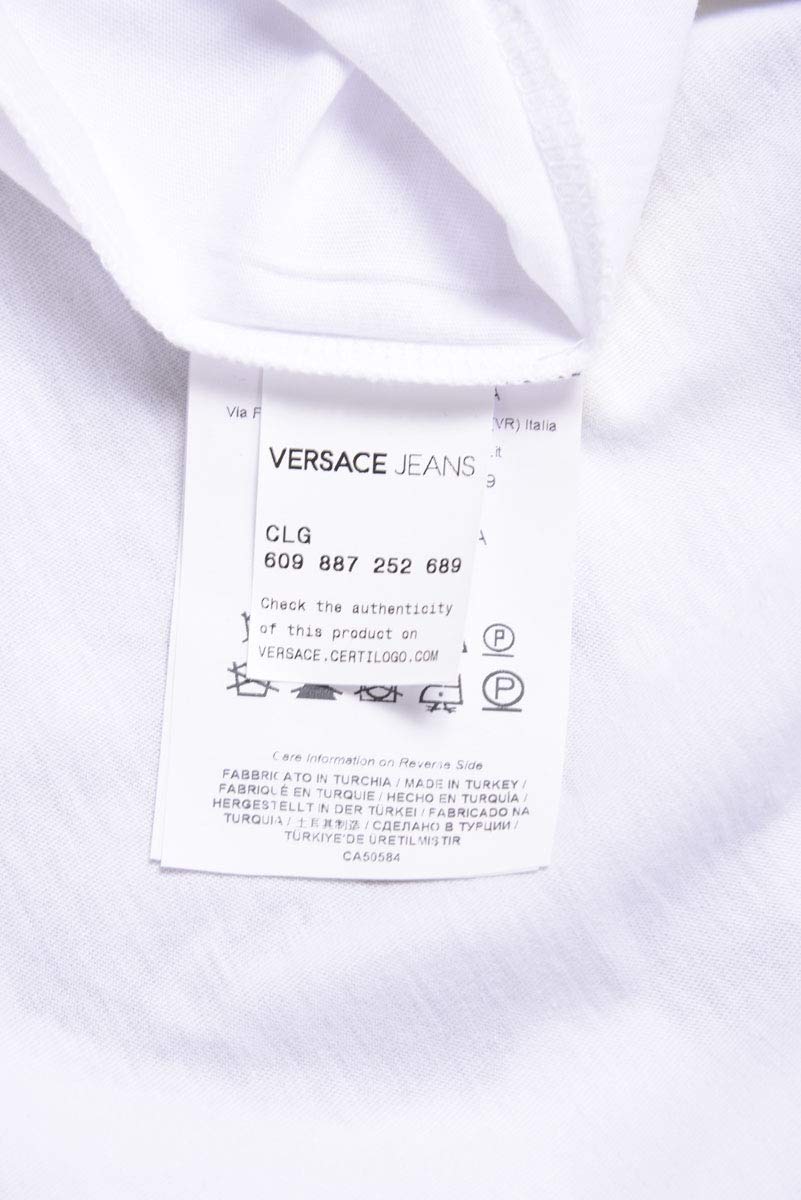 Via F
(VR) Italia
.it
9
A
VERSACE JEANS
CLG
609 887 252 689
Check the authenticity
of this product on
VERSACE.CERTILOGO.COM
P
P
Care Information on Reverse Side
FABBRICATO IN TURCHIA / MADE IN TURKEY /
FABRIQUÉ EN TURQUIE / HECHO EN TURQUÍA /
HERGESTELLT IN DER TÜRKEI / FABRICADO NA
TURQUIA / 土耳其制造 / СДЕЛАНО В ТУРЦИИ /
TÜRKIYE'DE ÜRETILMISTIR
CA50584